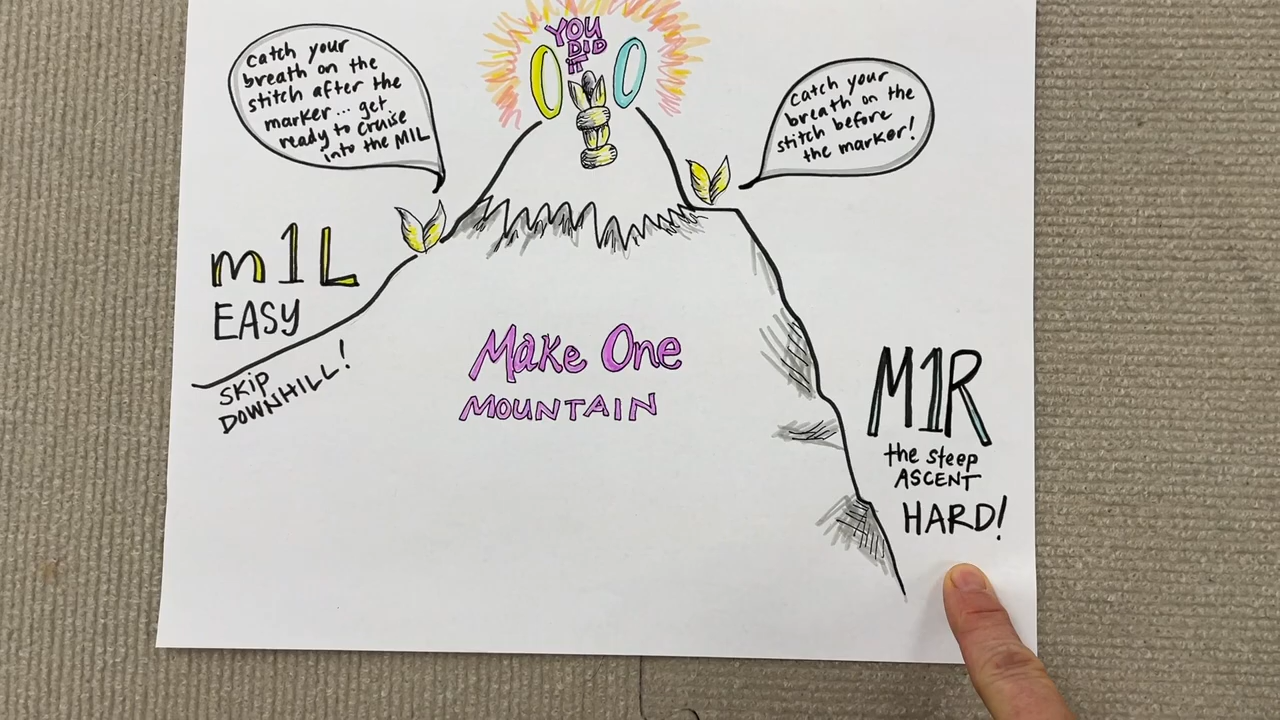 YOU
DID
IT
catch your
breath on the
stitch after the
marker... get
ready to cruise
into the M1L
catch your
breath on the
stitch before
the marker!
m1L
EASY
SKIP
DOWNHILL!
Make One
MOUNTAIN
M1R
the steep
ASCENT
HARD!